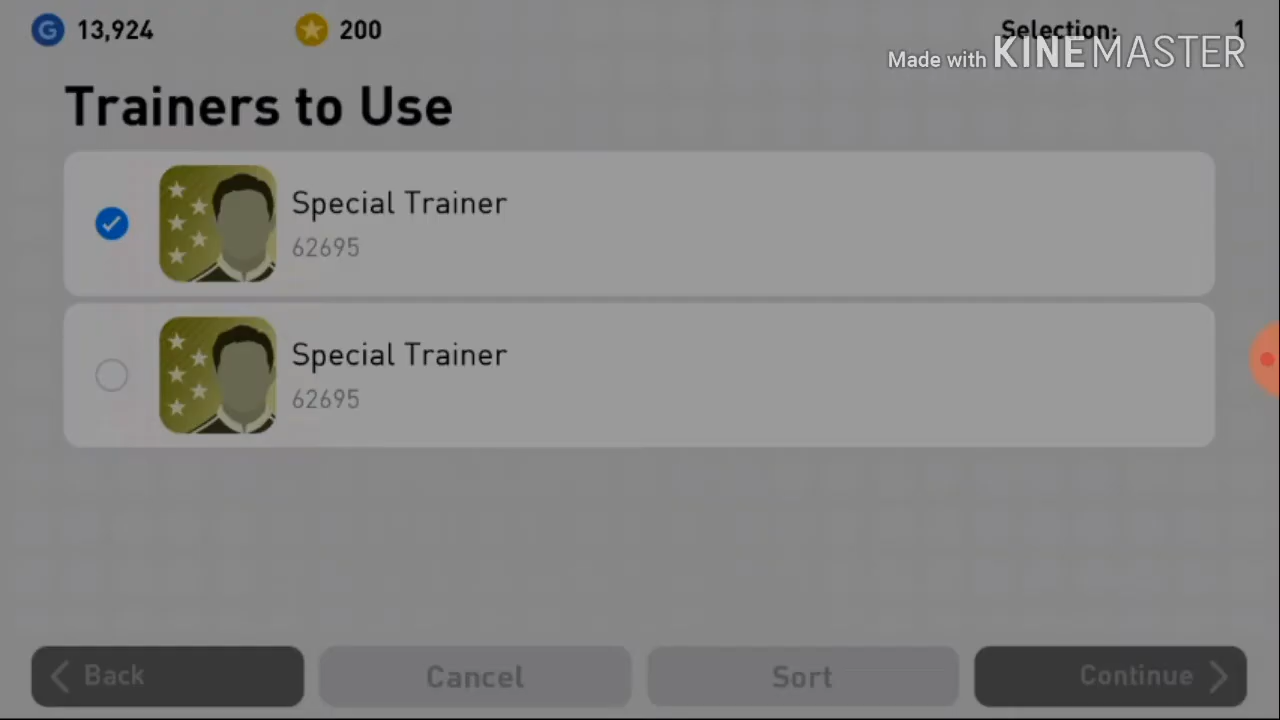 G 13,924 200 Selection: 1
Made with KINEMASTER
Trainers to Use
Special Trainer
62695
Special Trainer
62695
Back Cancel Sort Continue